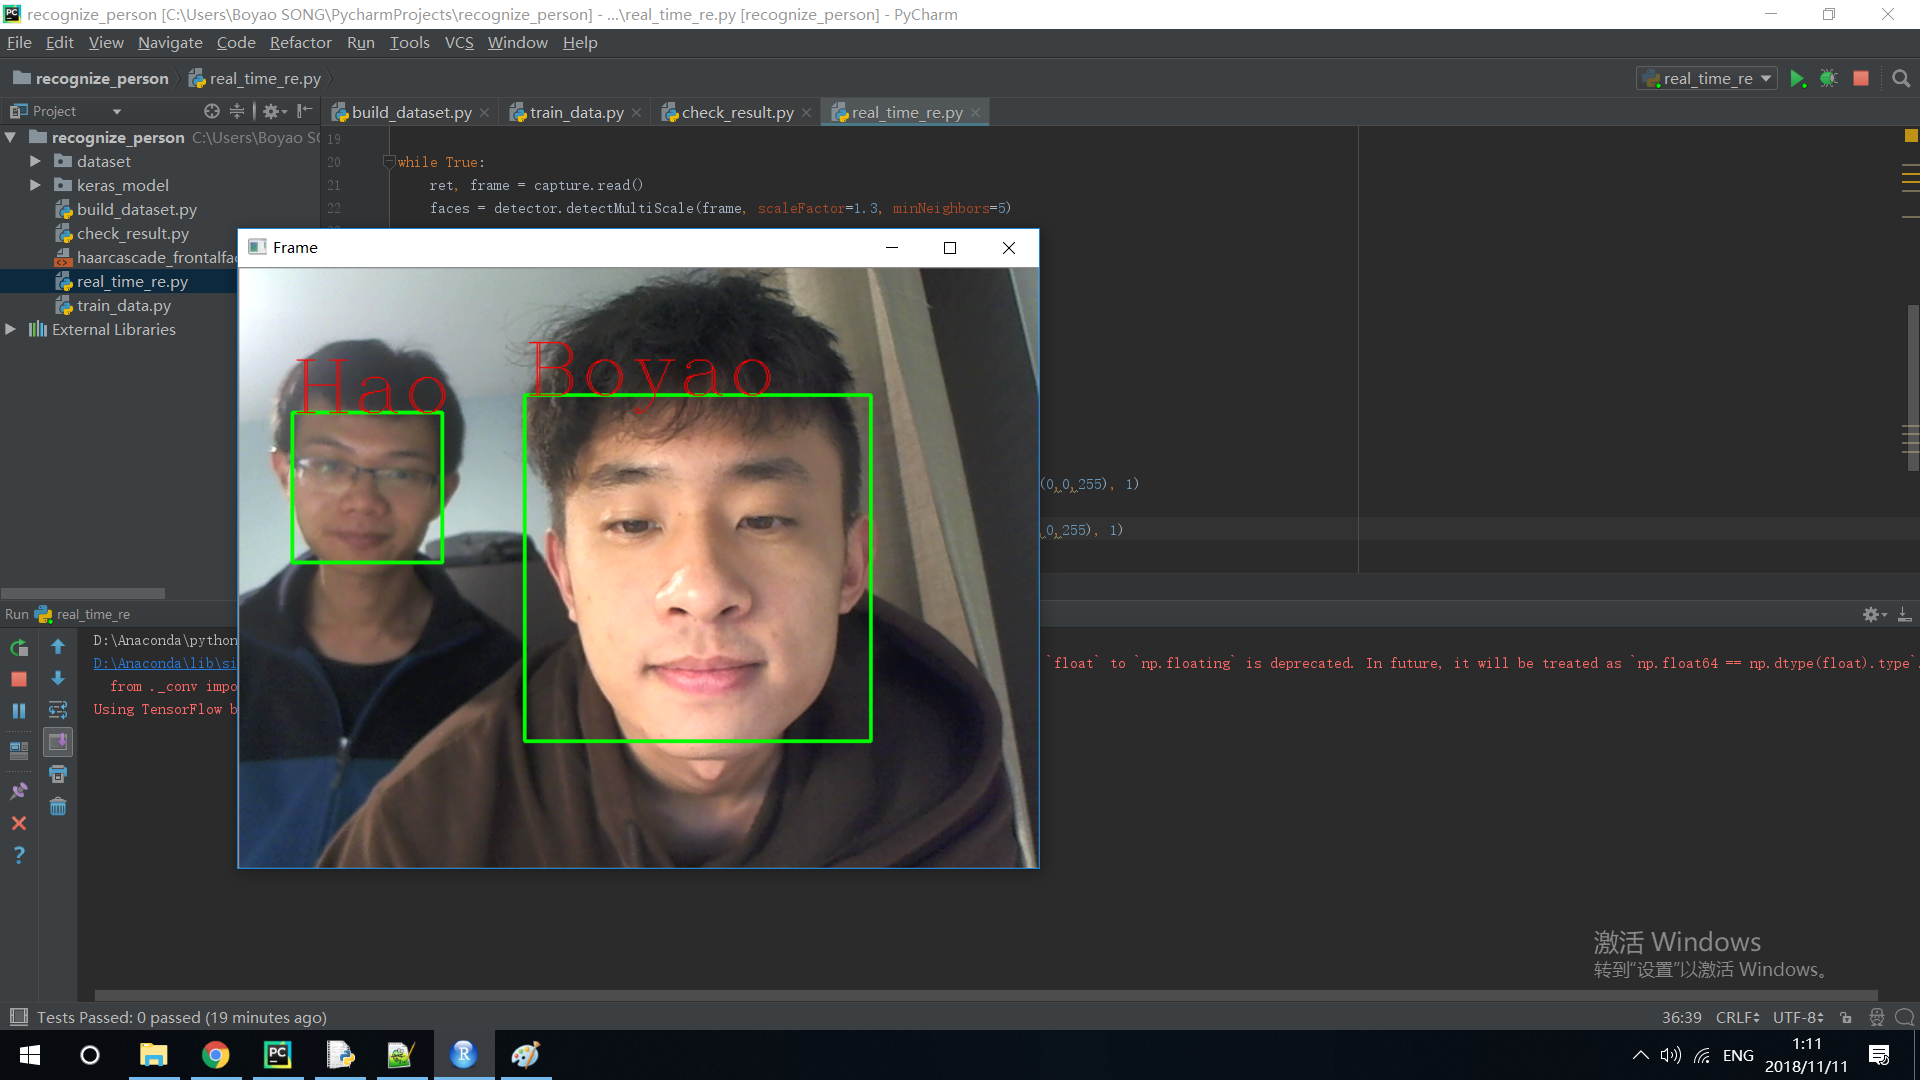 recognize_person [C:\Users\Boyao SONG\PycharmProjects\recognize_person] - ...\real_time_re.py [recognize_person] - PyCharm
File Edit View Navigate Code Refactor Run Tools VCS Window Help
recognize_person real_time_re.py real_time_re
Project
build_dataset.py train_data.py check_result.py real_time_re.py
recognize_person C:\Users\Boyao SO
dataset
keras_model
build_dataset.py
check_result.py
haarcascade_frontalfac
real_time_re.py
train_data.py
External Libraries
19
20 while True:
21 ret, frame = capture.read()
22 faces = detector.detectMultiScale(frame, scaleFactor=1.3, minNeighbors=5)
(0,0,255), 1)
,0,255), 1)
Frame
Hao
Boyao
Run real_time_re
D:\Anaconda\python
D:\Anaconda\lib\si `float` to `np.floating` is deprecated. In future, it will be treated as `np.float64 == np.dtype(float).type`.
from ._conv impo
Using TensorFlow b
激活 Windows
转到“设置”以激活 Windows。
Tests Passed: 0 passed (19 minutes ago) 36:39 CRLF UTF-8
ENG
1:11
2018/11/11